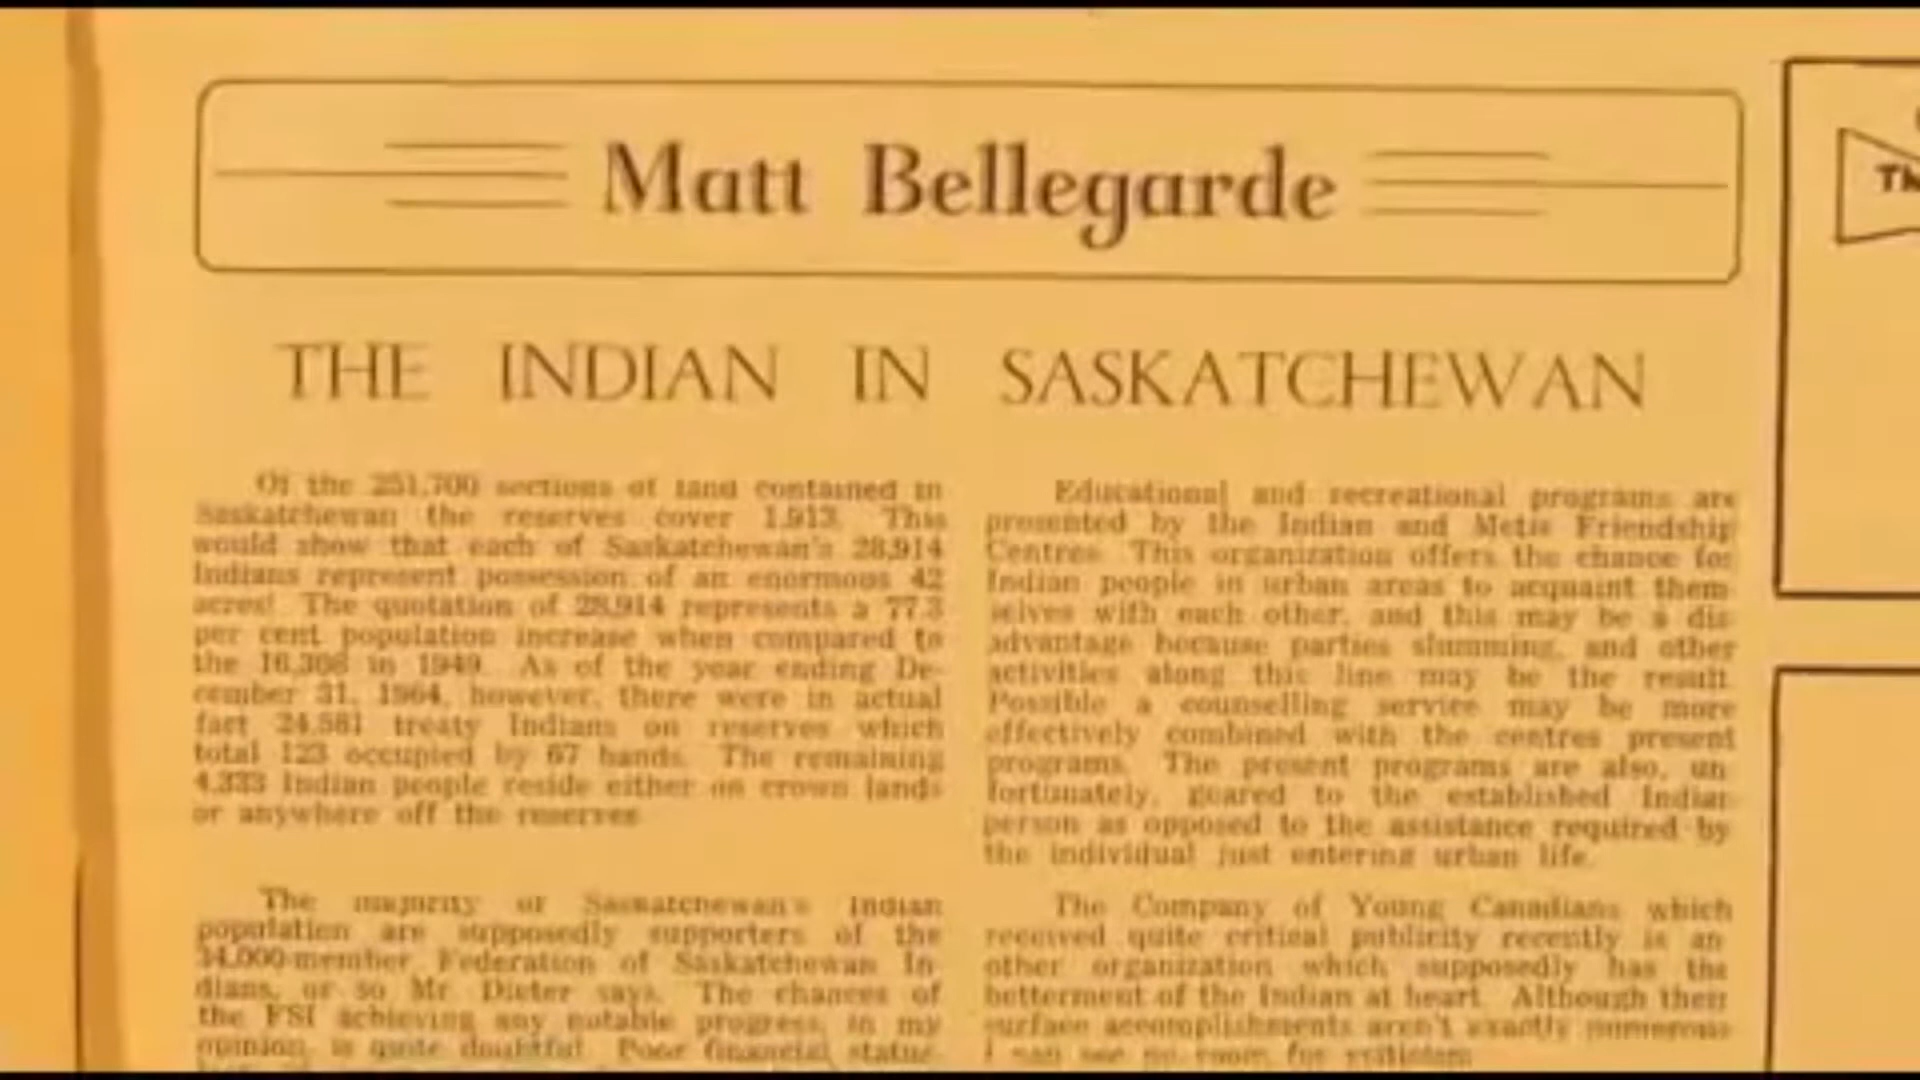 Matt Bellegarde
THE INDIAN IN SASKATCHEWAN
Of the 251,700 sections of land contained in
Saskatchewan the reserves cover 1,913. This
would show that each of Saskatchewan's 28,914
Indians represent possession of an enormous 42
acres! The quotation of 28,914 represents a 77.3
per cent population increase when compared to
the 16,308 in 1949. As of the year ending De-
cember 31, 1964, however, there were in actual
fact 24,581 treaty Indians on reserves which
total 123 occupied by 67 bands. The remaining
4,333 Indian people reside either on crown lands
or anywhere off the reserves
The majority of Saskatchewan's Indian
population are supposedly supporters of the
34,000-member Federation of Saskatchewan In-
dians, or so Mr. Dieter says. The chances of
the FSI achieving any notable progress, in my
opinion, is quite doubtful. Poor financial status,
Educational and recreational programs are
presented by the Indian and Metis Friendship
Centres. This organization offers the chance for
Indian people in urban areas to acquaint them
selves with each other, and this may be a dis
advantage because parties slumming, and other
activities along this line may be the result.
Possible a counselling service may be more
effectively combined with the centres present
programs. The present programs are also, un
fortunately, geared to the established Indian
person as opposed to the assistance required by
the individual just entering urban life.
The Company of Young Canadians which
received quite critical publicity recently is an
other organization which supposedly has the
betterment of the Indian at heart. Although their
surface accomplishments aren't exactly numerous
I can see no room for criticism